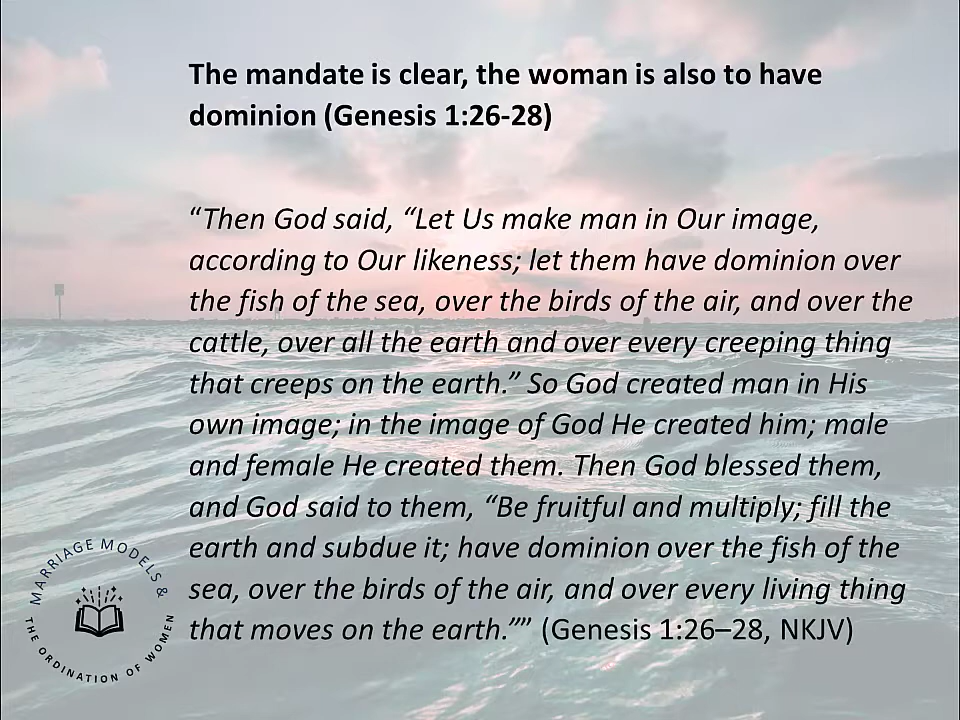 The mandate is clear, the woman is also to have
dominion (Genesis 1:26-28)
“Then God said, “Let Us make man in Our image,
according to Our likeness; let them have dominion over
the fish of the sea, over the birds of the air, and over the
cattle, over all the earth and over every creeping thing
that creeps on the earth.” So God created man in His
own image; in the image of God He created him; male
and female He created them. Then God blessed them,
and God said to them, “Be fruitful and multiply; fill the
earth and subdue it; have dominion over the fish of the
sea, over the birds of the air, and over every living thing
that moves on the earth.”” (Genesis 1:26–28, NKJV)
MARRIAGE MODELS &
THE ORDINATION OF WOMEN